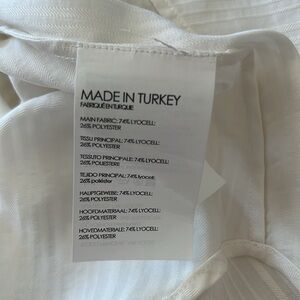 MADE IN TURKEY
FABRIQUÉ EN TURQUIE
MAIN FABRIC: 74% LYOCELL:
26% POLYESTER
TISSU PRINCIPAL: 74% LYOCELL:
26% POLYESTER
TESSUTO PRINCIPALE: 74% LYOCELL:
26% POLIESTERE
TEJIDO PRINCIPAL: 74% lyocell:
26% poliéster
HAUPTGEWEBE: 74% LYOCELL:
26% POLYESTER
HOOFDMATERIAAL: 74% LYOCELL:
26% POLYESTER
HOVEDMATERIALE: 74% LYOCELL:
26% POLYESTER